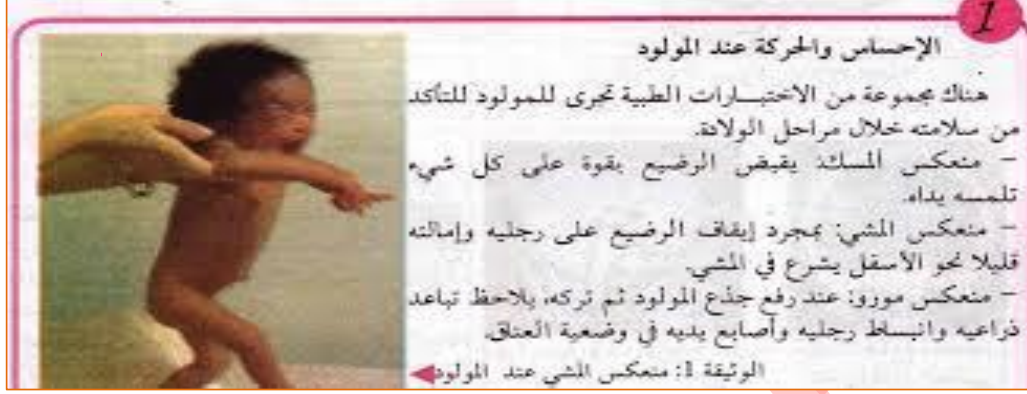 1
الإحساس والحركة عند المولود
هناك مجموعة من الاختبارات الطبية تجرى للمولود للتأكد
من سلامته خلال مراحل الولادة.
– منعكس المسك: يقبض الرضيع بقوة على كل شيء
تلمسه يداه.
– منعكس المشي: بمجرد إيقاف الرضيع على رجليه وإمالته
قليلا نحو الأسفل يشرع في المشي.
– منعكس مورو: عند رفع جذع المولود ثم تركه، يلاحظ تباعد
ذراعيه وانبساط رجليه وأصابع يديه في وضعية العناق.
الوثيقة 1: منعكس المشي عند المولود